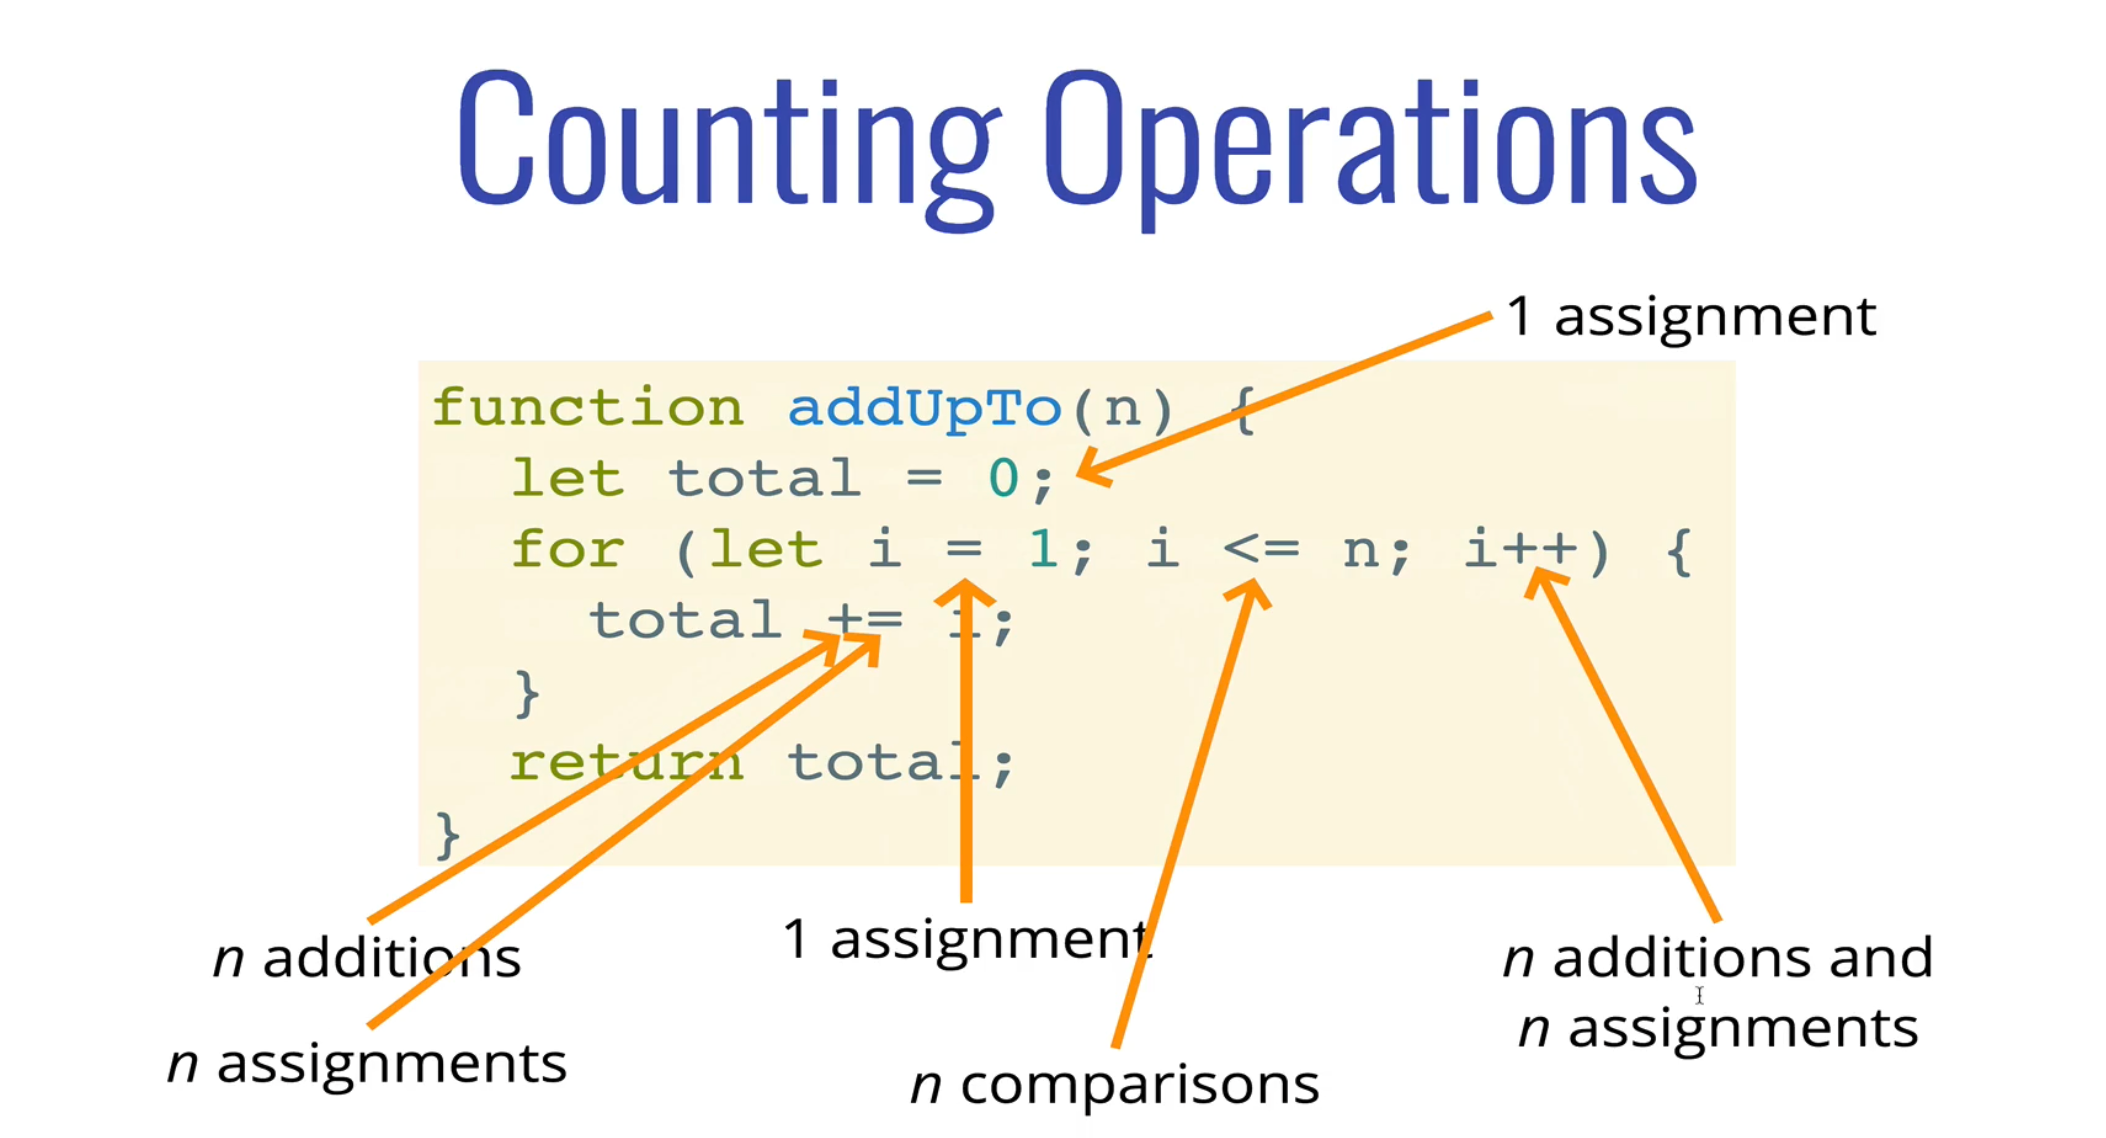 Counting Operations
1 assignment
function addUpTo(n) {
let total = 0;
for (let i = 1; i <= n; i++) {
total += i;
}
return total;
}
n additions
n assignments
1 assignment
n comparisons
n additions and
n assignments